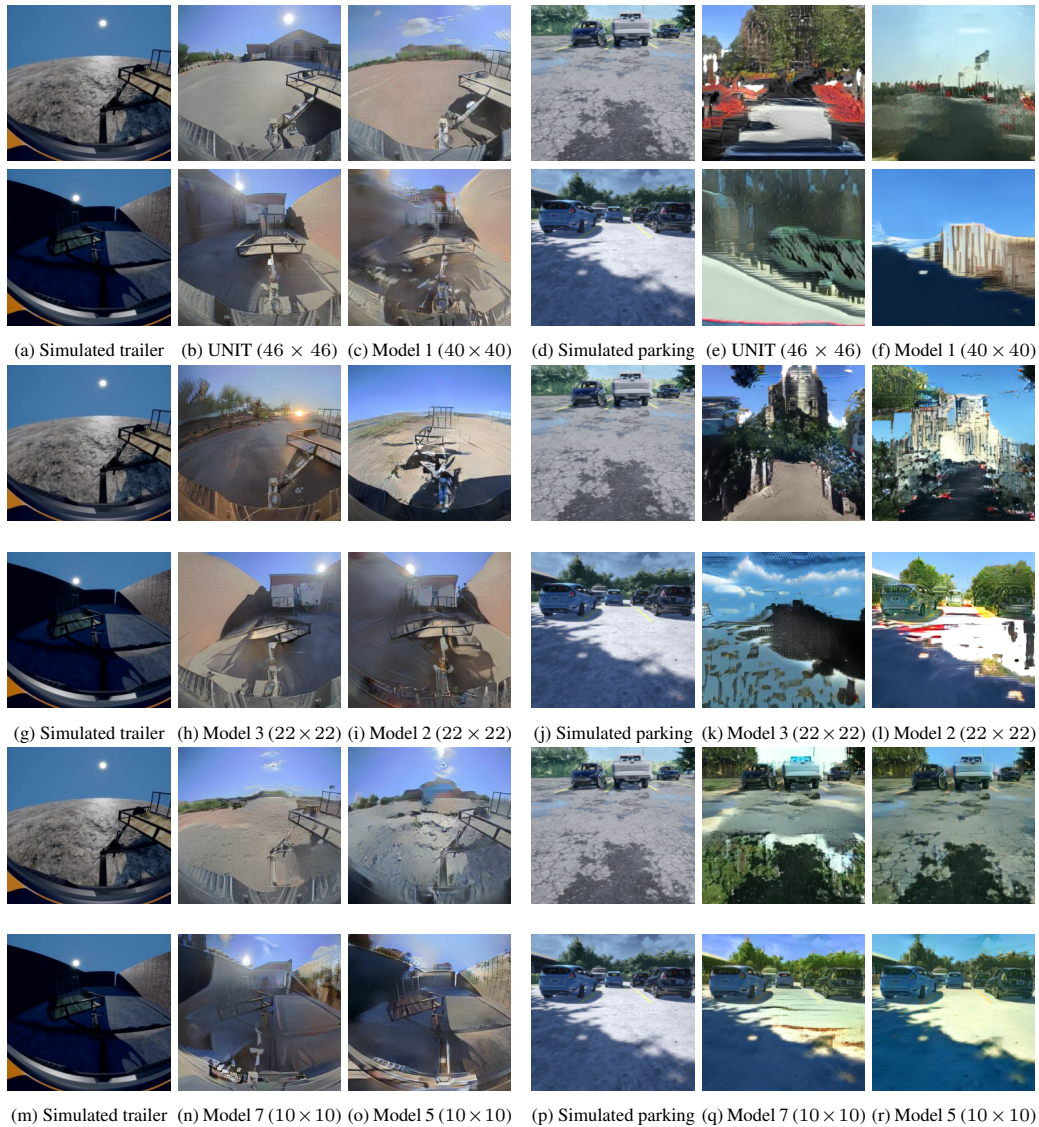 (a) Simulated trailer (b) UNIT (46 × 46) (c) Model 1 (40 × 40) (d) Simulated parking (e) UNIT (46 × 46) (f) Model 1 (40 × 40)
(g) Simulated trailer (h) Model 3 (22 × 22) (i) Model 2 (22 × 22) (j) Simulated parking (k) Model 3 (22 × 22) (l) Model 2 (22 × 22)
(m) Simulated trailer (n) Model 7 (10 × 10) (o) Model 5 (10 × 10) (p) Simulated parking (q) Model 7 (10 × 10) (r) Model 5 (10 × 10)